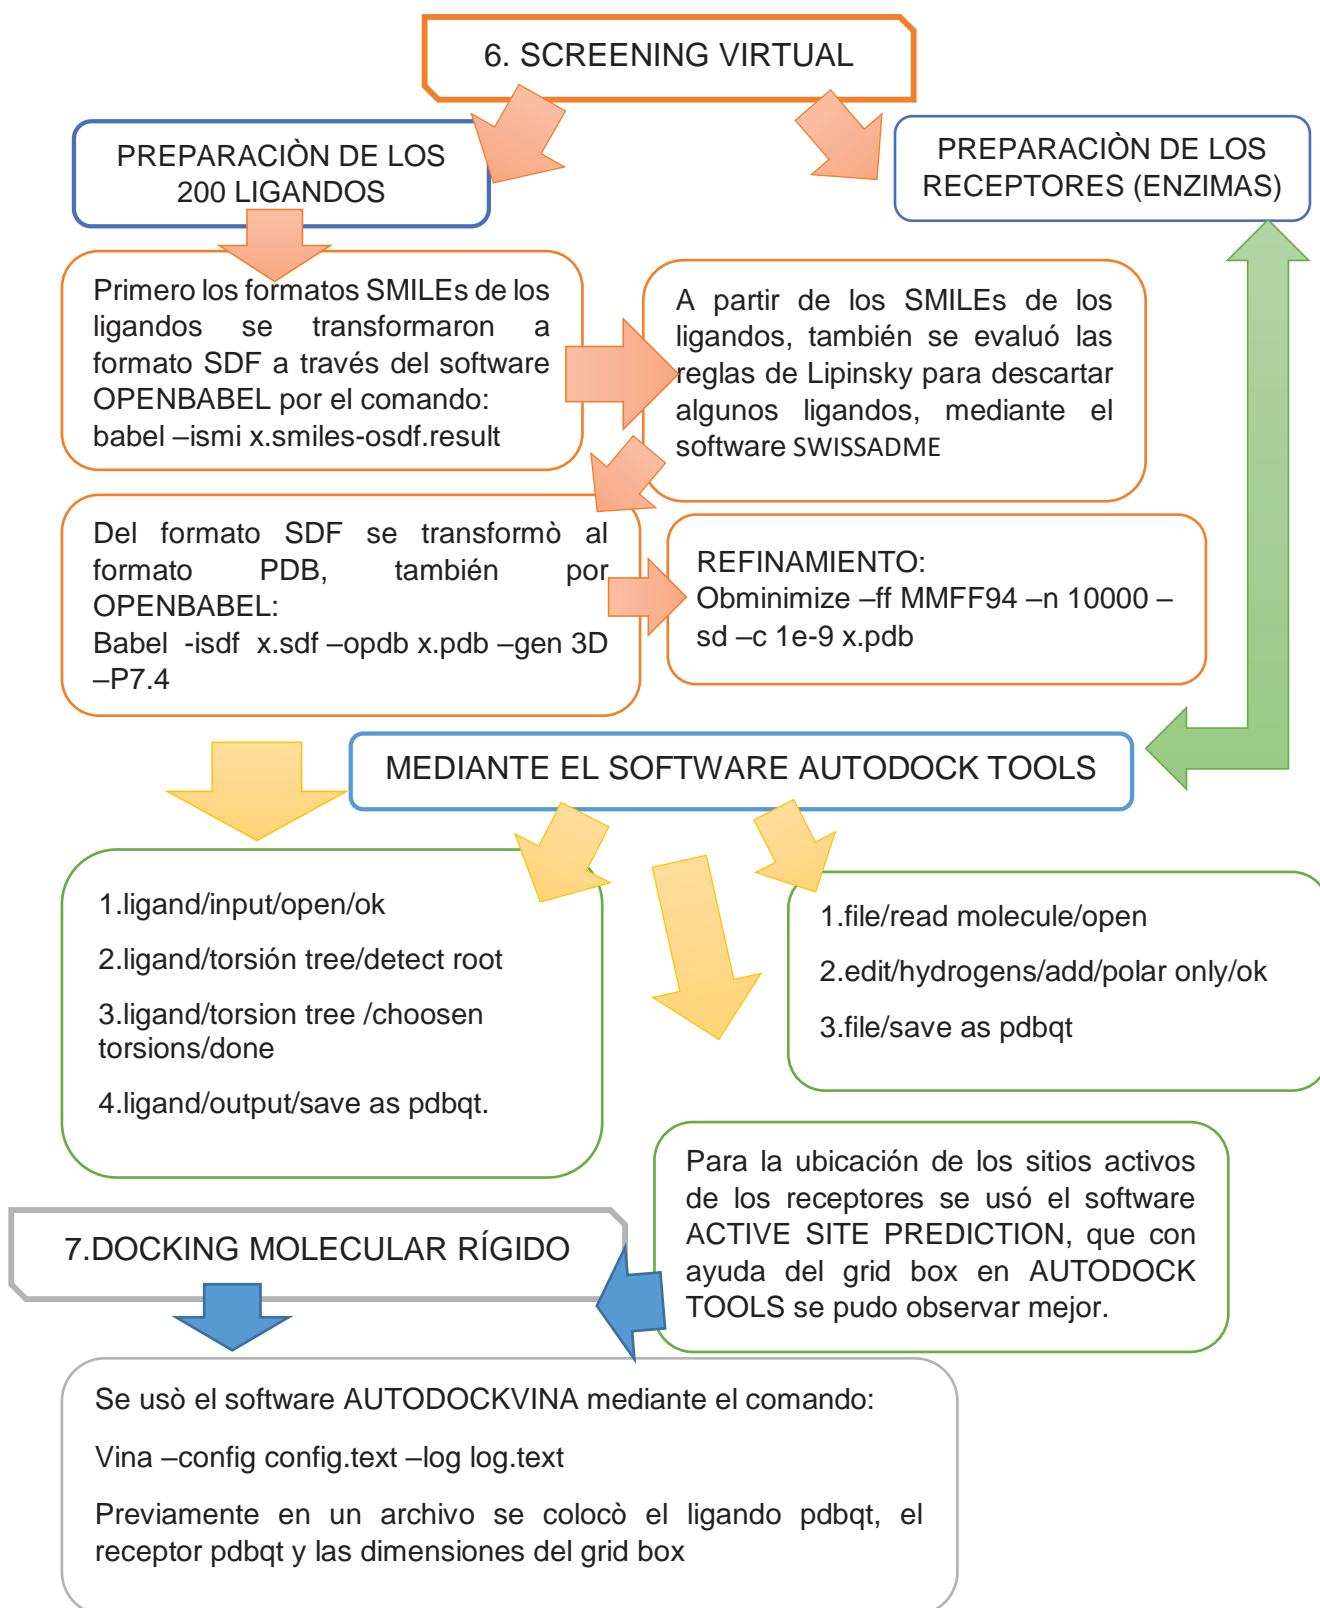 6. SCREENING VIRTUAL
PREPARACIÒN DE LOS
200 LIGANDOS
PREPARACIÒN DE LOS
RECEPTORES (ENZIMAS)
Primero los formatos SMILEs de los
ligandos se transformaron a
formato SDF a través del software
OPENBABEL por el comando:
babel –ismi x.smiles-osdf.result
A partir de los SMILEs de los
ligandos, también se evaluó las
reglas de Lipinsky para descartar
algunos ligandos, mediante el
software SWISSADME
Del formato SDF se transformò al
formato PDB, también por
OPENBABEL:
Babel -isdf x.sdf –opdb x.pdb –gen 3D
–P7.4
REFINAMIENTO:
Obminimize –ff MMFF94 –n 10000 –
sd –c 1e-9 x.pdb
MEDIANTE EL SOFTWARE AUTODOCK TOOLS
1.ligand/input/open/ok
2.ligand/torsión tree/detect root
3.ligand/torsion tree /choosen
torsions/done
4.ligand/output/save as pdbqt.
1.file/read molecule/open
2.edit/hydrogens/add/polar only/ok
3.file/save as pdbqt
Para la ubicación de los sitios activos
de los receptores se usó el software
ACTIVE SITE PREDICTION, que con
ayuda del grid box en AUTODOCK
TOOLS se pudo observar mejor.
7.DOCKING MOLECULAR RÍGIDO
Se usò el software AUTODOCKVINA mediante el comando:
Vina –config config.text –log log.text
Previamente en un archivo se colocò el ligando pdbqt, el
receptor pdbqt y las dimensiones del grid box